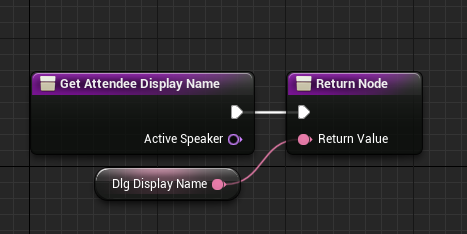 Get Attendee Display Name
Return Node
Active Speaker
Return Value
Dlg Display Name